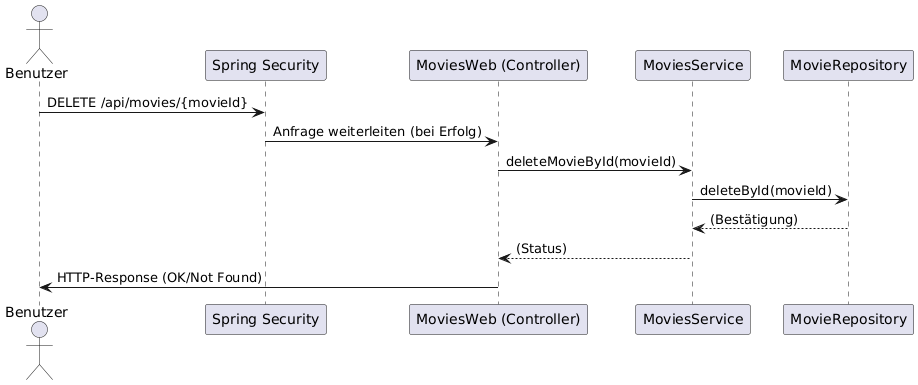 Benutzer
Spring Security
MoviesWeb (Controller)
MoviesService
MovieRepository
DELETE /api/movies/{movieId}
Anfrage weiterleiten (bei Erfolg)
deleteMovieById(movieId)
deleteById(movieId)
(Bestätigung)
(Status)
HTTP-Response (OK/Not Found)
Benutzer
Spring Security
MoviesWeb (Controller)
MoviesService
MovieRepository